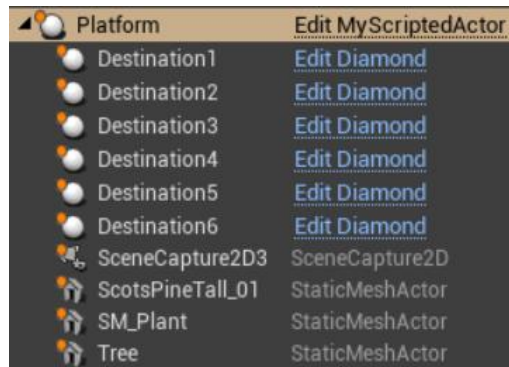 Platform Edit MyScriptedActor
Destination1 Edit Diamond
Destination2 Edit Diamond
Destination3 Edit Diamond
Destination4 Edit Diamond
Destination5 Edit Diamond
Destination6 Edit Diamond
SceneCapture2D3 SceneCapture2D
ScotsPineTall_01 StaticMeshActor
SM_Plant StaticMeshActor
Tree StaticMeshActor